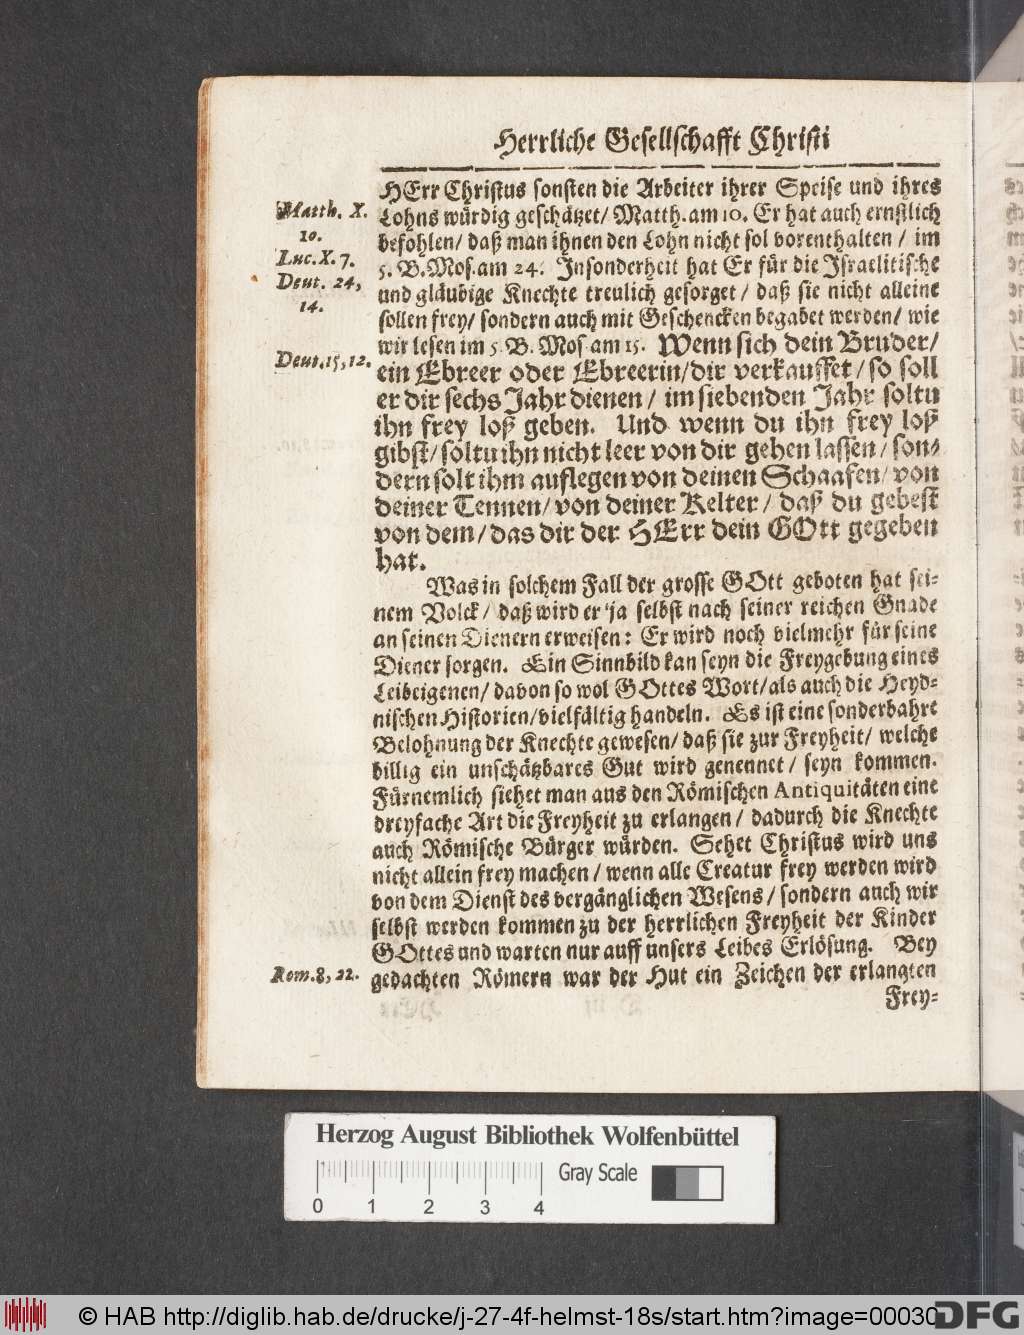 Herrliche Gesellschafft Christi
HErr Christus sonsten die Arbeiter ihrer Speise und ihres
Matth. X. Lohns würdig geschätzet/ Matth. am 10. Er hat auch ernstlich
10. befohlen/ daß man ihnen den Lohn nicht sol vorenthalten / im
Luc. X. 7. 5. B. Mos. am 24. Insonderheit hat Er für die Israelitische
Deut. 24, und gläubige Knechte treulich gesorget / daß sie nicht alleine
14. sollen frey/ sondern auch mit Geschencken begabet werden/ wie
wir lesen im 5. B. Mos am 15. Wenn sich dein Bruder/
Deut. 15, 12. ein Ebreer oder Ebreerin/ dir verkauffet / so soll
er dir sechs Jahr dienen / im siebenden Jahr soltu
ihn frey loß geben. Und wenn du ihn frey loß
gibst/ soltu ihn nicht leer von dir gehen lassen/ son-
dern solt ihm auflegen von deinen Schaafen/ von
deiner Tennen/ von deiner Kelter / daß du gebest
von dem / das dir der HErr dein GOtt gegeben
hat.
Was in solchem Fall der grosse GOtt geboten hat sei-
nem Volck / daß wird er ja selbst nach seiner reichen Gnade
an seinen Dienern erweisen: Er wird noch vielmehr für seine
Diener sorgen. Ein Sinnbild kan seyn die Freygebung eines
Leibeigenen/ davon so wol GOttes Wort/ als auch die Heyd-
nischen Historien/ vielfältig handeln. Es ist eine sonderbahre
Belohnung der Knechte gewesen/ daß sie zur Freyheit/ welche
billig ein unschätzbares Gut wird genennet / seyn kommen.
Fürnemlich siehet man aus den Römischen Antiquitäten eine
dreyfache Art die Freyheit zu erlangen / dadurch die Knechte
auch Römische Bürger würden. Sehet Christus wird uns
nicht allein frey machen / wenn alle Creatur frey werden wird
von dem Dienst des vergänglichen Wesens / sondern auch wir
selbst werden kommen zu der herrlichen Freyheit der Kinder
GOttes und warten nur auff unsers Leibes Erlösung. Bey
Rom. 8, 22. gedachten Römern war der Hut ein Zeichen der erlangten
Frey-
Herzog August Bibliothek Wolfenbüttel
Gray Scale
0 1 2 3 4
© HAB http://diglib.hab.de/drucke/j-27-4f-helmst-18s/start.htm?image=00030
DFG